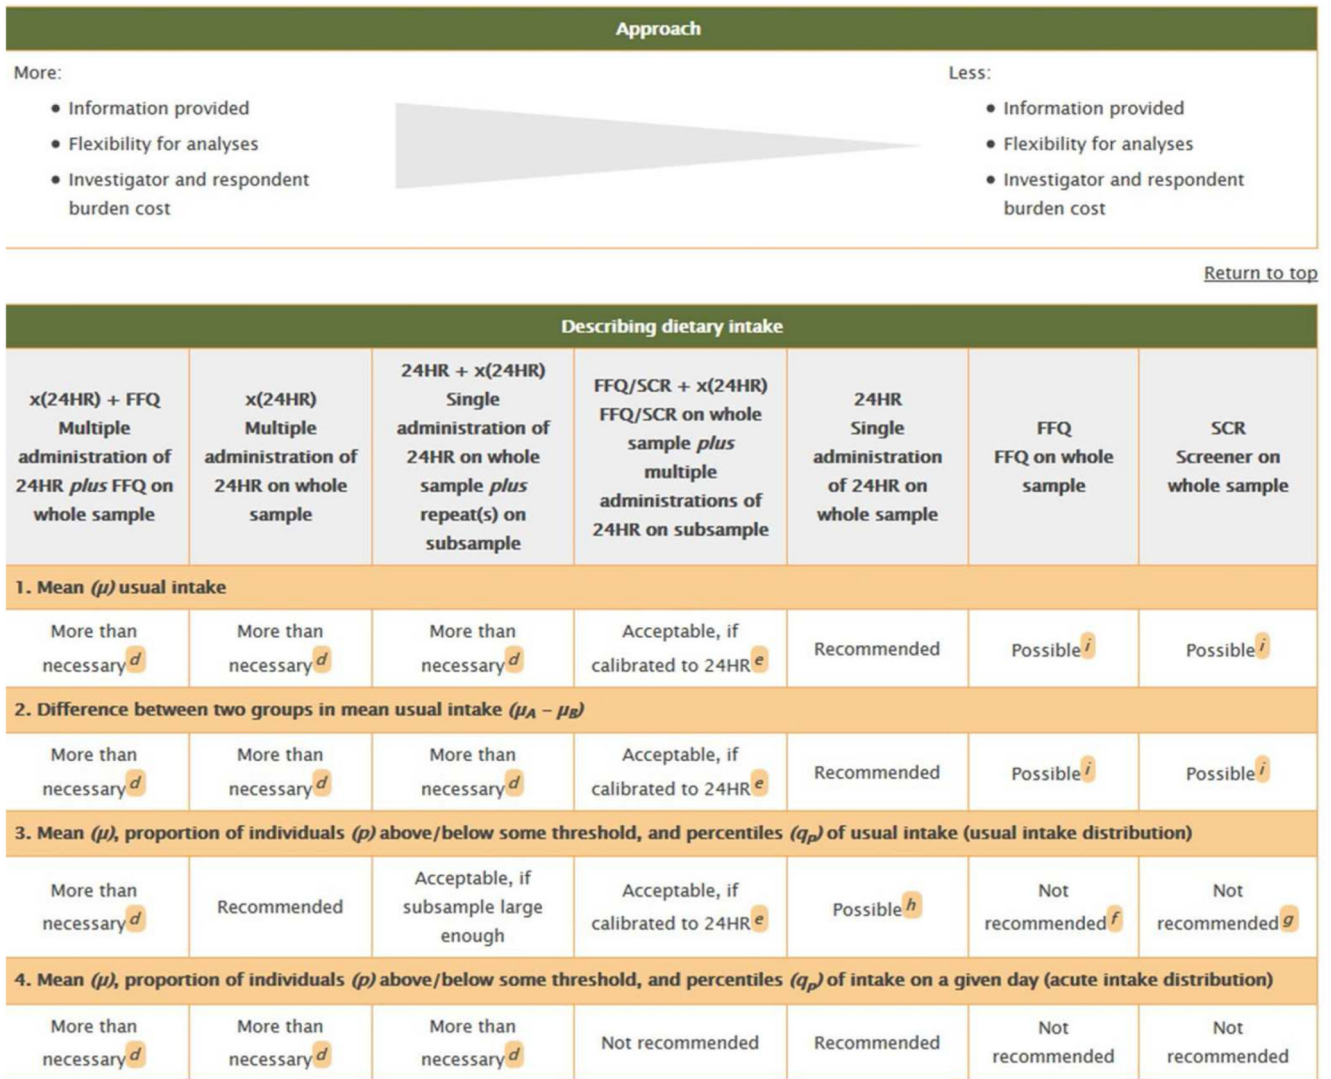 Approach
More:
• Information provided
• Flexibility for analyses
• Investigator and respondent
burden cost
Less:
• Information provided
• Flexibility for analyses
• Investigator and respondent
burden cost
Return to top
Describing dietary intake
x(24HR) + FFQ
Multiple
administration of
24HR plus FFQ on
whole sample
x(24HR)
Multiple
administration of
24HR on whole
sample
24HR + x(24HR)
Single
administration of
24HR on whole
sample plus
repeat(s) on
subsample
FFQ/SCR + x(24HR)
FFQ/SCR on whole
sample plus
multiple
administrations of
24HR on subsample
24HR
Single
administration
of 24HR on
whole sample
FFQ
FFQ on whole
sample
SCR
Screener on
whole sample
1. Mean (μ) usual intake
More than
necessary d
More than
necessary d
More than
necessary d
Acceptable, if
calibrated to 24HR e
Recommended
Possible i
Possible i
2. Difference between two groups in mean usual intake (μA – μB)
More than
necessary d
More than
necessary d
More than
necessary d
Acceptable, if
calibrated to 24HR e
Recommended
Possible i
Possible i
3. Mean (μ), proportion of individuals (p) above/below some threshold, and percentiles (qp) of usual intake (usual intake distribution)
More than
necessary d
Recommended
Acceptable, if
subsample large
enough
Acceptable, if
calibrated to 24HR e
Possible h
Not
recommended f
Not
recommended g
4. Mean (μ), proportion of individuals (p) above/below some threshold, and percentiles (qp) of intake on a given day (acute intake distribution)
More than
necessary d
More than
necessary d
More than
necessary d
Not recommended
Recommended
Not
recommended
Not
recommended